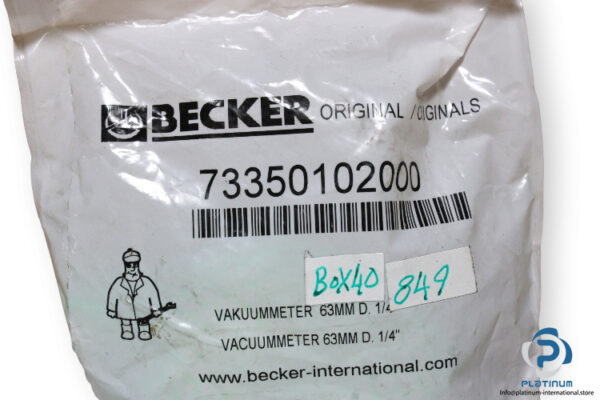 BECKER ORIGINAL / ORIGINALS
73350102000
BOX40
849
VAKUUMMETER 63MM D. 1/4
VACUUMMETER 63MM D. 1/4"
www.becker-international.com
PLATINUM
Info@platinum-international.store